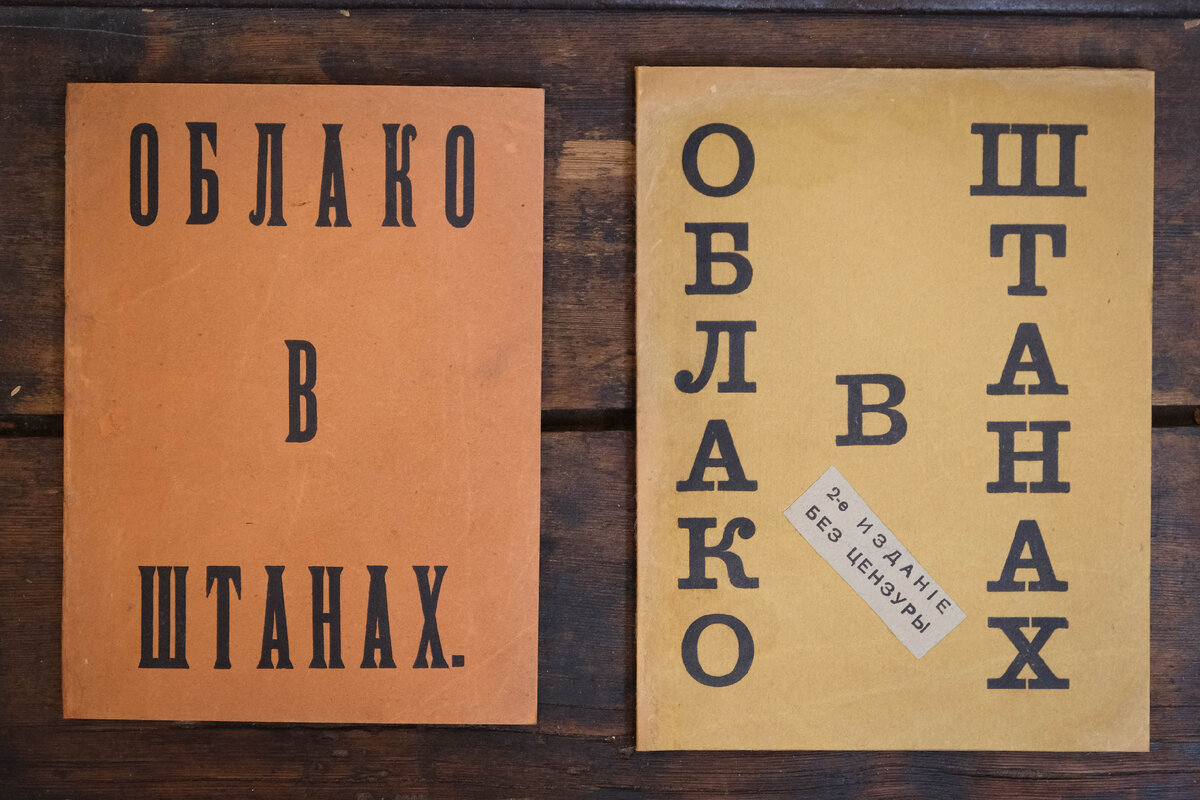 ОБЛАКО
В
ШТАНАХ.
ОБЛАКО
В
ШТАНАХ
2-е ИЗДАНІЕ
БЕЗ ЦЕНЗУРЫ